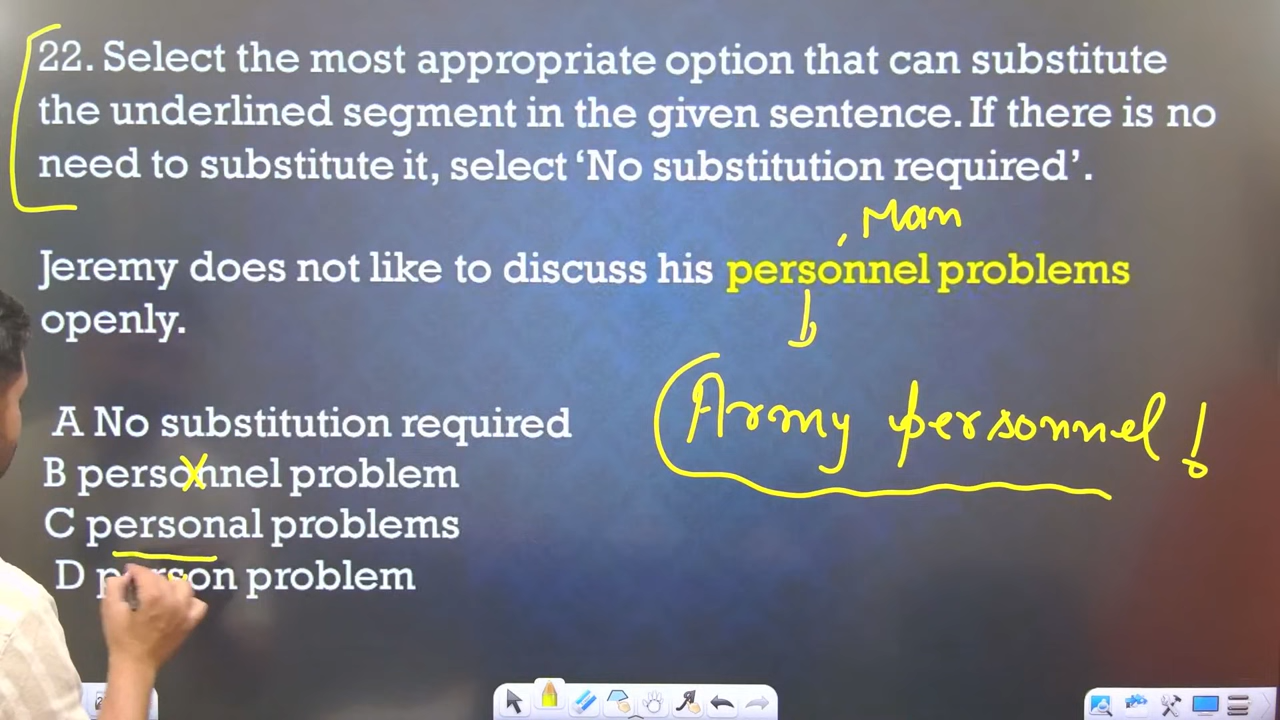 22. Select the most appropriate option that can substitute
the underlined segment in the given sentence. If there is no
need to substitute it, select ‘No substitution required’.
, Man
Jeremy does not like to discuss his personnel problems
openly.
Army personnel !
A No substitution required
B personnel problem
C personal problems
D person problem